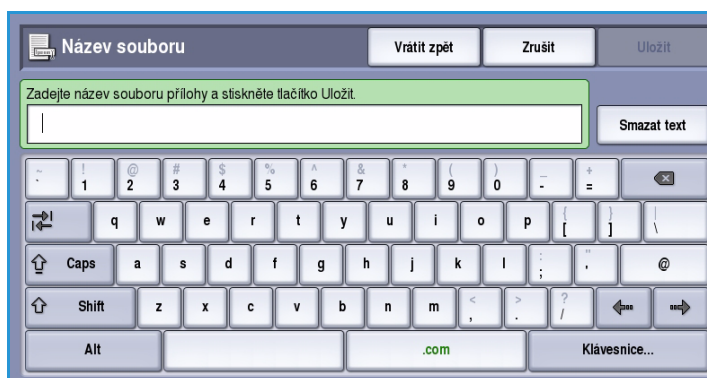 Název souboru Vrátit zpět Zrušit Uložit
Zadejte název souboru přílohy a stiskněte tlačítko Uložit.
Smazat text
~ ! @ # $ % ^ & * ( ) _ +
` 1 2 3 4 5 6 7 8 9 0 - =
q w e r t y u i o p { [ } ] | \
Caps a s d f g h j k l : ; " ' @
Shift z x c v b n m < , > . ? /
Alt .com Klávesnice...